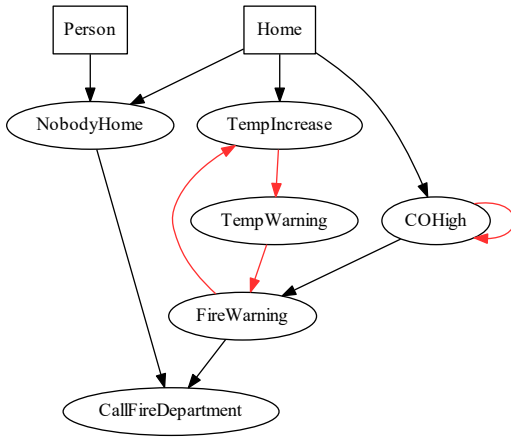 Person
Home
NobodyHome
TempIncrease
TempWarning
COHigh
FireWarning
CallFireDepartment